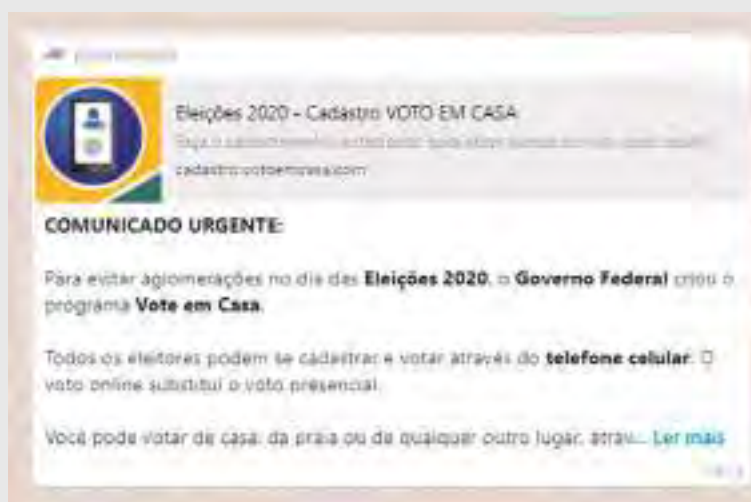 Eleições 2020 - Cadastro VOTO EM CASA
cadastro.votoemcasa.com
COMUNICADO URGENTE:
Para evitar aglomerações no dia das Eleições 2020, o Governo Federal criou o
programa Vote em Casa.
Todos os eleitores podem se cadastrar e votar através do telefone celular. O
voto online substitui o voto presencial.
Você pode votar de casa, da praia ou de qualquer outro lugar, atrav... Ler mais